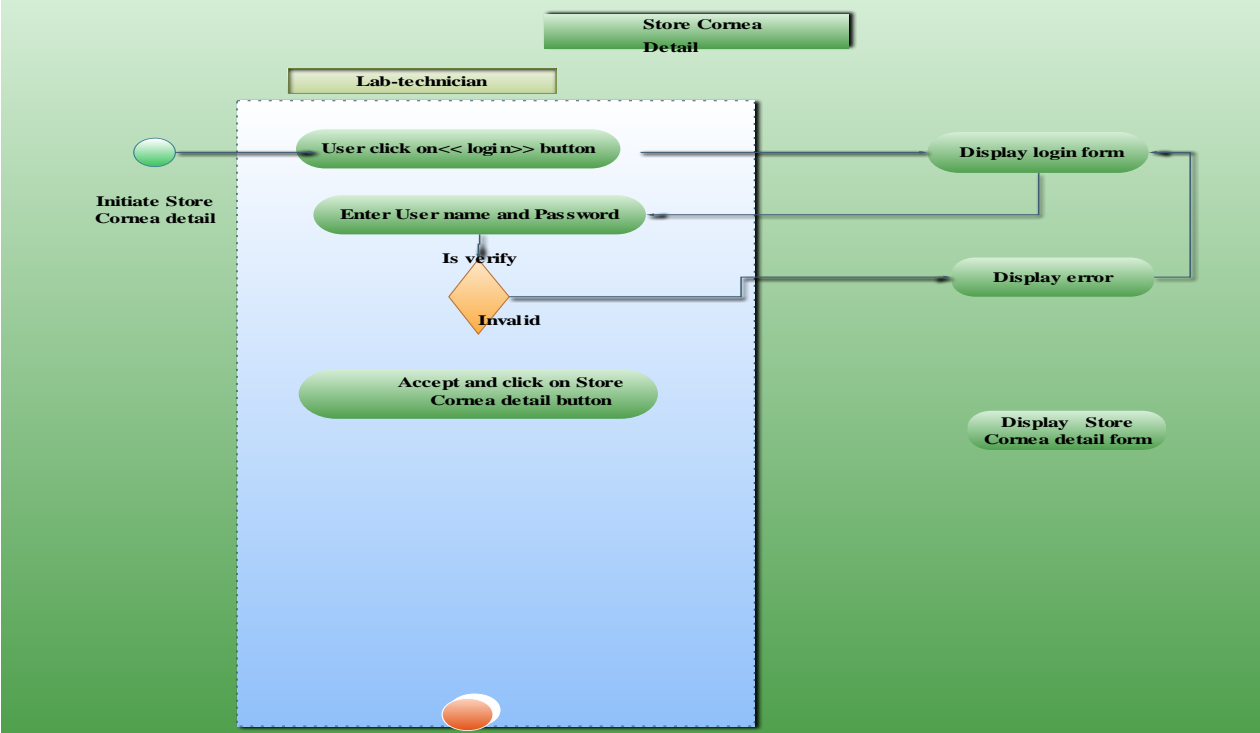 Store Cornea
Detail
Lab-technician
User click on<< login>> button
Display login form
Initiate Store
Cornea detail
Enter User name and Password
Is verify
Display error
Invalid
Accept and click on Store
Cornea detail button
Display Store
Cornea detail form